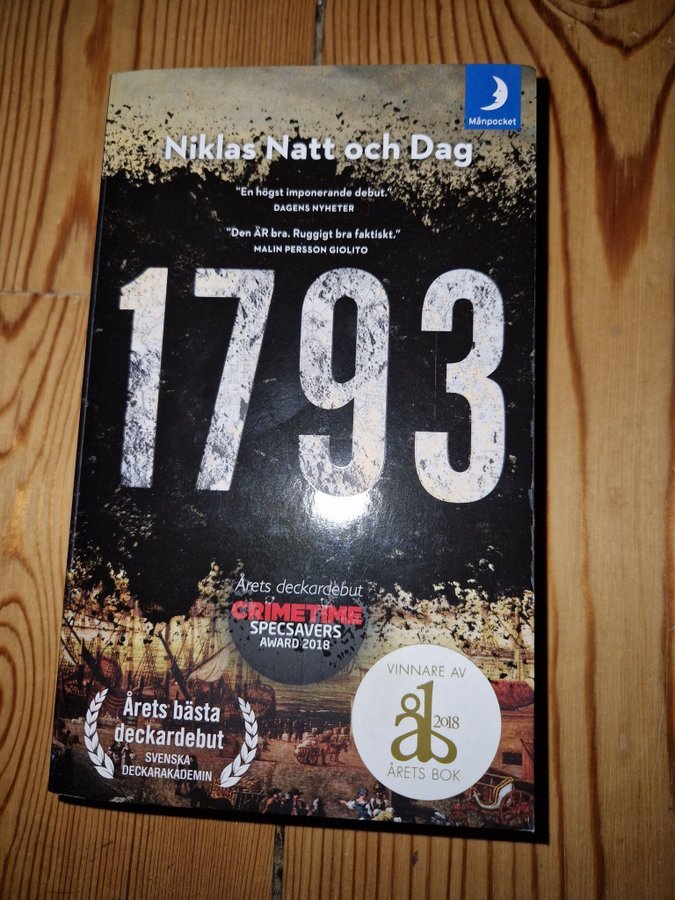 Månpocket
Niklas Natt och Dag
"En högst imponerande debut."
DAGENS NYHETER
"Den ÄR bra. Ruggigt bra faktiskt."
MALIN PERSSON GIOLITO
1793
Årets deckardebut
CRIMETIME
SPECSAVERS
AWARD 2018
Årets bästa
deckardebut
SVENSKA
DECKARAKADEMIN
VINNARE AV
2018
ÅRETS BOK